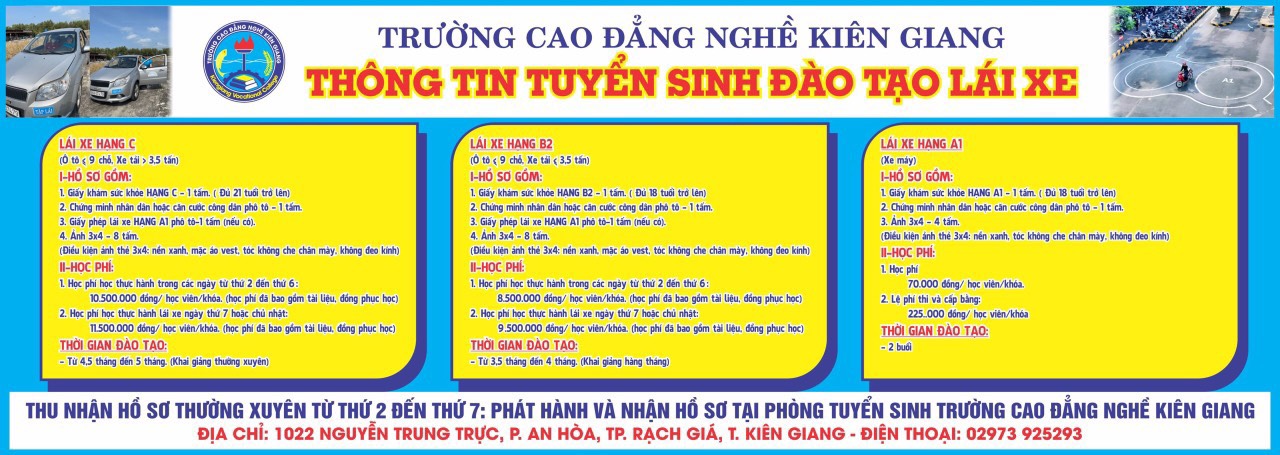 TRƯỜNG CAO ĐẲNG NGHỀ KIÊN GIANG
Kiengiang Vocational College
TẬP LÁI
TRƯỜNG CAO ĐẲNG NGHỀ KIÊN GIANG
THÔNG TIN TUYỂN SINH ĐÀO TẠO LÁI XE
A1
LÁI XE HẠNG C
(Ô tô ≤ 9 chỗ, Xe tải > 3,5 tấn)
I-HỒ SƠ GỒM:
1. Giấy khám sức khỏe HẠNG C - 1 tấm. ( Đủ 21 tuổi trở lên)
2. Chứng minh nhân dân hoặc căn cước công dân phô tô - 1 tấm.
3. Giấy phép lái xe HẠNG A1 phô tô-1 tấm (nếu có).
4. Ảnh 3x4 - 8 tấm.
(Điều kiện ảnh thẻ 3x4: nền xanh, mặc áo vest, tóc không che chân mày, không đeo kính)
II-HỌC PHÍ:
1. Học phí học thực hành trong các ngày từ thứ 2 đến thứ 6 :
10.500.000 đồng/ học viên/khóa. (học phí đã bao gồm tài liệu, đồng phục học)
2. Học phí học thực hành lái xe ngày thứ 7 hoặc chủ nhật:
11.500.000 đồng/ học viên/khóa. (học phí đã bao gồm tài liệu, đồng phục học)
THỜI GIAN ĐÀO TẠO:
- Từ 4,5 tháng đến 5 tháng. (Khai giảng thường xuyên)
LÁI XE HẠNG B2
(Ô tô ≤ 9 chỗ, Xe tải ≤ 3,5 tấn)
I-HỒ SƠ GỒM:
1. Giấy khám sức khỏe HẠNG B2 - 1 tấm. ( Đủ 18 tuổi trở lên)
2. Chứng minh nhân dân hoặc căn cước công dân phô tô - 1 tấm.
3. Giấy phép lái xe HẠNG A1 phô tô-1 tấm (nếu có).
4. Ảnh 3x4 - 8 tấm.
(Điều kiện ảnh thẻ 3x4: nền xanh, mặc áo vest, tóc không che chân mày, không đeo kính)
II-HỌC PHÍ:
1. Học phí học thực hành trong các ngày từ thứ 2 đến thứ 6:
8.500.000 đồng/ học viên/khóa. (học phí đã bao gồm tài liệu, đồng phục học)
2. Học phí học thực hành lái xe ngày thứ 7 hoặc chủ nhật:
9.500.000 đồng/ học viên/khóa. (học phí đã bao gồm tài liệu, đồng phục học)
THỜI GIAN ĐÀO TẠO:
- Từ 3,5 tháng đến 4 tháng. (Khai giảng hàng tháng)
LÁI XE HẠNG A1
(Xe máy)
I-HỒ SƠ GỒM:
1. Giấy khám sức khỏe HẠNG A1 - 1 tấm. ( Đủ 18 tuổi trở lên)
2. Chứng minh nhân dân hoặc căn cước công dân phô tô - 1 tấm.
3. Ảnh 3x4 - 4 tấm.
(Điều kiện ảnh thẻ 3x4: nền xanh, tóc không che chân mày, không đeo kính)
II-HỌC PHÍ:
1. Học phí
70.000 đồng/ học viên/khóa.
2. Lệ phí thi và cấp bằng:
225..000 đồng/ học viên/khóa
THỜI GIAN ĐÀO TẠO:
- 2 buổi
THU NHẬN HỒ SƠ THƯỜNG XUYÊN TỪ THỨ 2 ĐẾN THỨ 7: PHÁT HÀNH VÀ NHẬN HỒ SƠ TẠI PHÒNG TUYỂN SINH TRƯỜNG CAO ĐẲNG NGHỀ KIÊN GIANG
ĐỊA CHỈ: 1022 NGUYỄN TRUNG TRỰC, P. AN HÒA, TP. RẠCH GIÁ, T. KIÊN GIANG - ĐIỆN THOẠI: 02973 925293